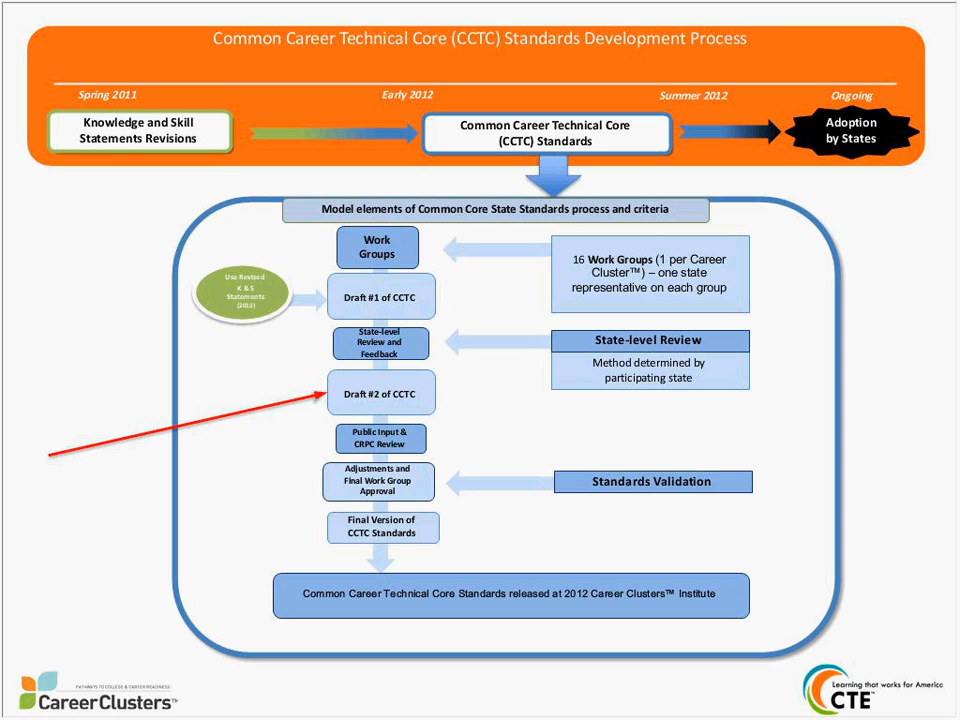 Common Career Technical Core (CCTC) Standards Development Process
Spring 2011
Early 2012
Summer 2012
Ongoing
Knowledge and Skill
Statements Revisions
Common Career Technical Core
(CCTC) Standards
Adoption
by States
Model elements of Common Core State Standards process and criteria
Work
Groups
16 Work Groups (1 per Career
Cluster™) – one state
representative on each group
Use Revised
K & S
Statements
(2012)
Draft #1 of CCTC
State-level
Review and
Feedback
State-level Review
Method determined by
participating state
Draft #2 of CCTC
Public Input &
CRPC Review
Adjustments and
Final Work Group
Approval
Standards Validation
Final Version of
CCTC Standards
Common Career Technical Core Standards released at 2012 Career Clusters™ Institute
PATHWAYS TO COLLEGE & CAREER READINESS
CareerClusters™
Learning that works for America
CTE™